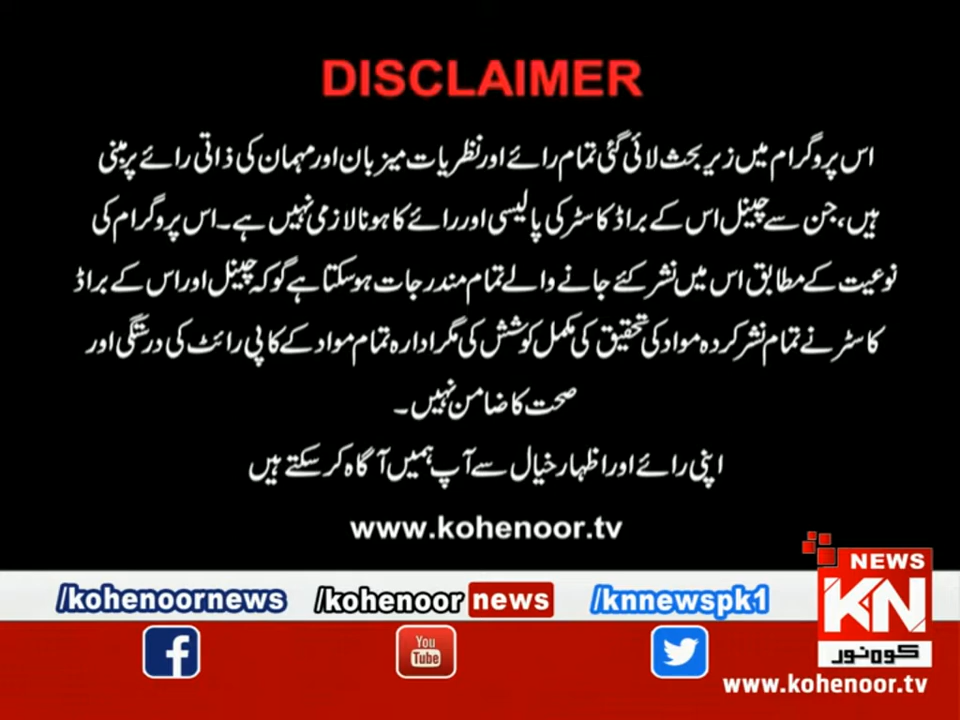 DISCLAIMER
اس پروگرام میں زیرِ بحث لائی گئی تمام رائے اور نظریات میزبان اور مہمان کی ذاتی رائے پر مبنی
ہیں، جن سے چینل اس کے براڈ کاسٹر کی پالیسی اور رائے کا ہونا لازمی نہیں ہے۔ اس پروگرام کی
نوعیت کے مطابق اس میں نشر کئے جانے والے تمام مندرجات ہوسکتا ہے گو کہ چینل اور اس کے براڈ
کاسٹر نے تمام نشر کردہ مواد کی تحقیق کی مکمل کوشش کی مگر ادارہ تمام مواد کے کاپی رائٹ کی درستگی اور
صحت کا ضامن نہیں۔
اپنی رائے اور اظہار خیال سے آپ ہمیں آگاہ کر سکتے ہیں
www.kohenoor.tv
/kohenoornews /kohenoor news /knnewspk1
You
Tube
NEWS
KN
کوہ نور
www.kohenoor.tv